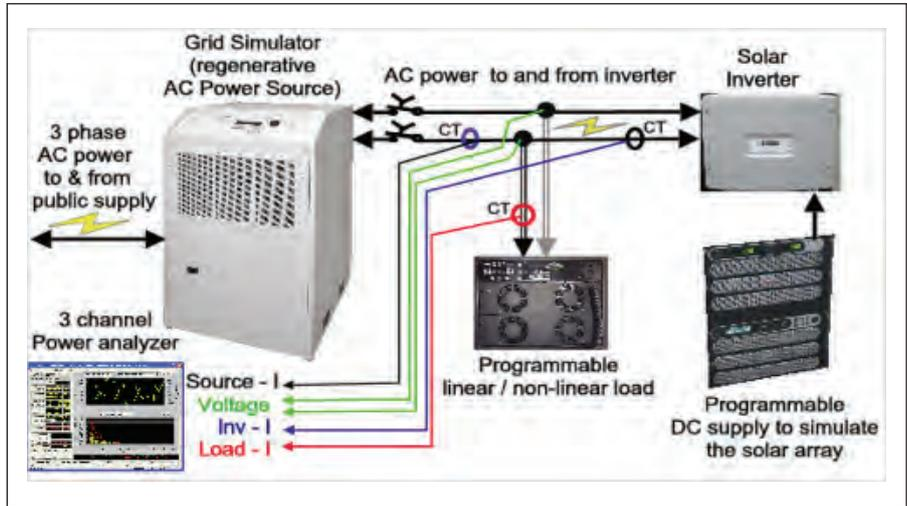 Grid Simulator
(regenerative
AC Power Source)
AC power to and from inverter
Solar
Inverter
3 phase
AC power
to & from
public supply
CT
CT
CT
3 channel
Power analyzer
Source - I
Voltage
Inv - I
Load - I
Programmable
linear / non-linear load
Programmable
DC supply to simulate
the solar array